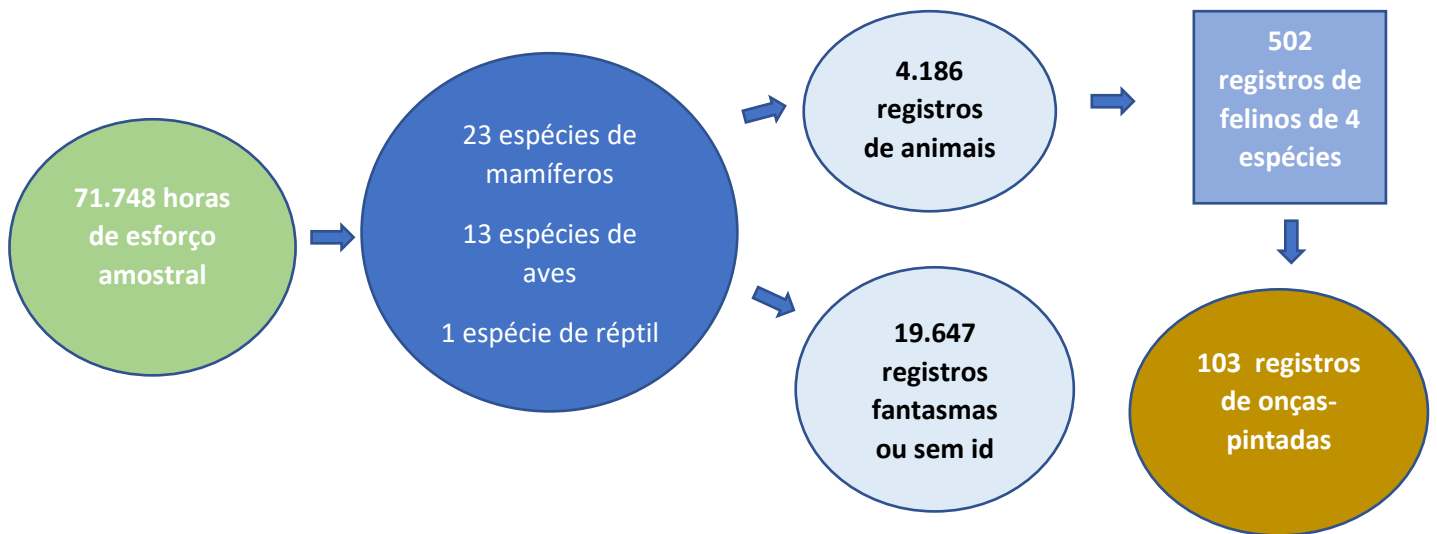 71.748 horas
de esforço
amostral
23 espécies de
mamíferos
13 espécies de
aves
1 espécie de réptil
4.186
registros
de animais
19.647
registros
fantasmas
ou sem id
502
registros de
felinos de 4
espécies
103 registros
de onças-
pintadas